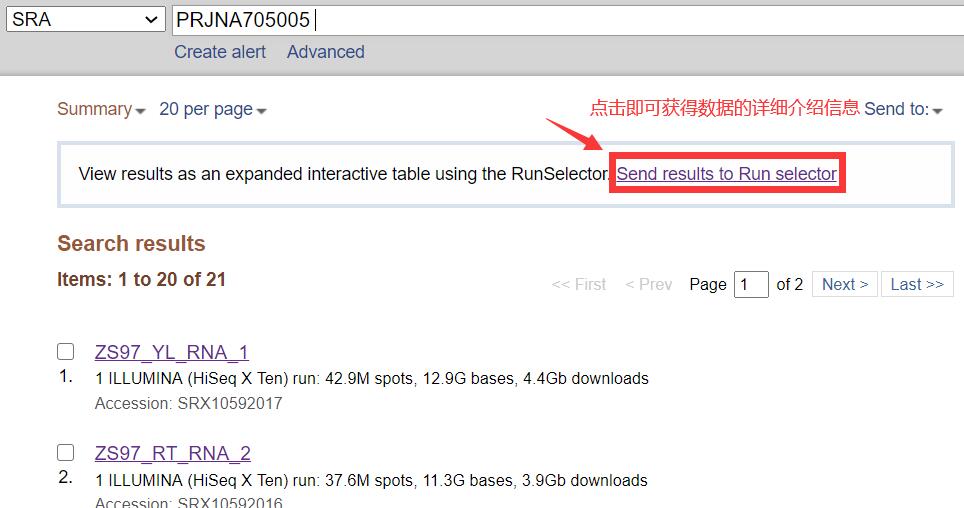 SRA PRJNA705005
Create alert Advanced
Summary 20 per page 点击即可获得数据的详细介绍信息 Send to:
View results as an expanded interactive table using the RunSelector. Send results to Run selector
Search results
Items: 1 to 20 of 21
<< First < Prev Page 1 of 2 Next > Last >>
ZS97_YL_RNA_1
1. 1 ILLUMINA (HiSeq X Ten) run: 42.9M spots, 12.9G bases, 4.4Gb downloads
Accession: SRX10592017
ZS97_RT_RNA_2
2. 1 ILLUMINA (HiSeq X Ten) run: 37.6M spots, 11.3G bases, 3.9Gb downloads
Accession: SRX10592016